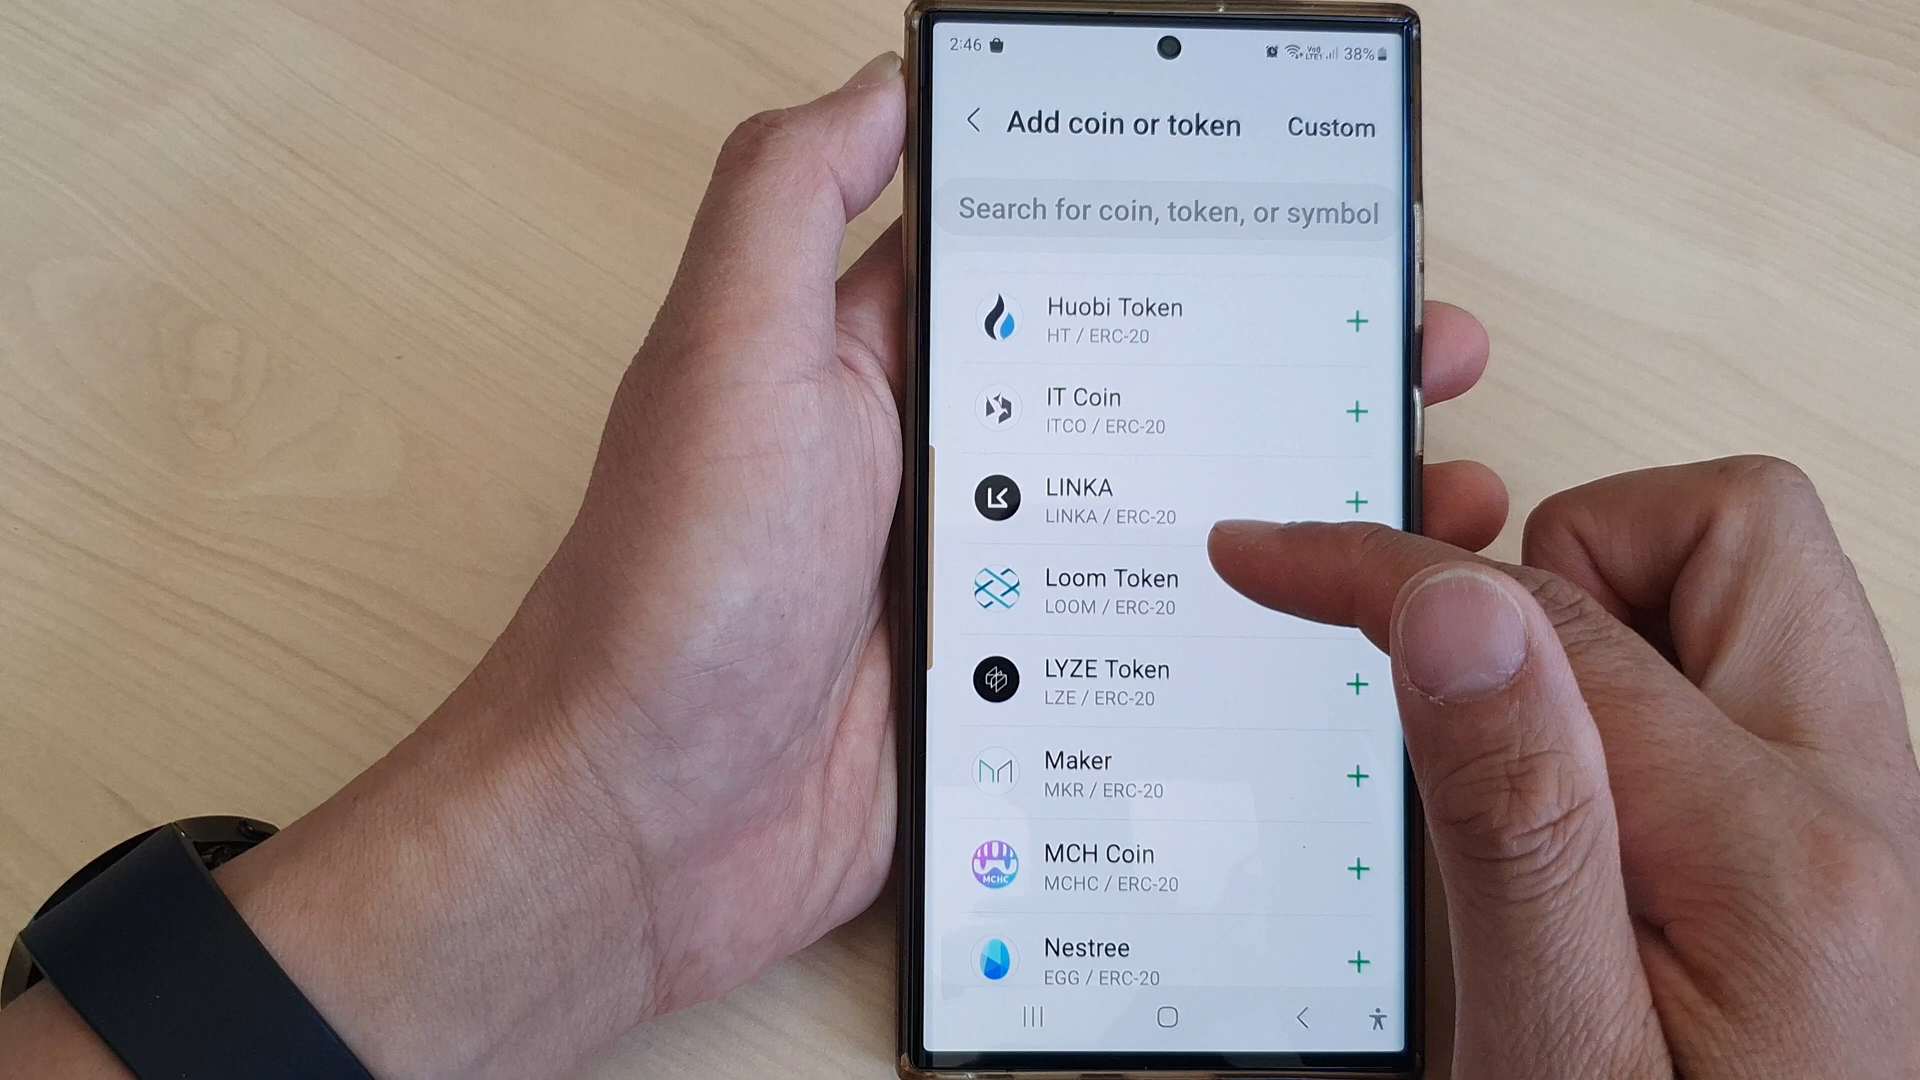 2:46
38%
Add coin or token
Custom
Search for coin, token, or symbol
Huobi Token
HT / ERC-20
IT Coin
ITCO / ERC-20
LINKA
LINKA / ERC-20
Loom Token
LOOM / ERC-20
LYZE Token
LZE / ERC-20
Maker
MKR / ERC-20
MCH Coin
MCHC / ERC-20
MCHC
Nestree
EGG / ERC-20